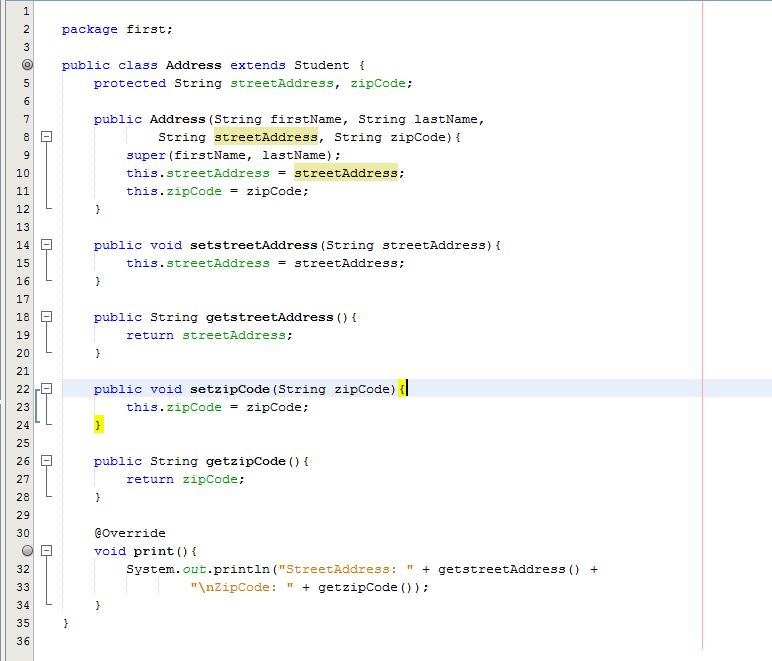 1
2 package first;
3
public class Address extends Student {
5 protected String streetAddress, zipCode;
6
7 public Address(String firstName, String lastName,
8 String streetAddress, String zipCode){
9 super(firstName, lastName);
10 this.streetAddress = streetAddress;
11 this.zipCode = zipCode;
12 }
13
14 public void setstreetAddress(String streetAddress){
15 this.streetAddress = streetAddress;
16 }
17
18 public String getstreetAddress(){
19 return streetAddress;
20 }
21
22 public void setzipCode(String zipCode){
23 this.zipCode = zipCode;
24 }
25
26 public String getzipCode(){
27 return zipCode;
28 }
29
30 @Override
void print(){
32 System.out.println("StreetAddress: " + getstreetAddress() +
33 "\nZipCode: " + getzipCode());
34 }
35 }
36